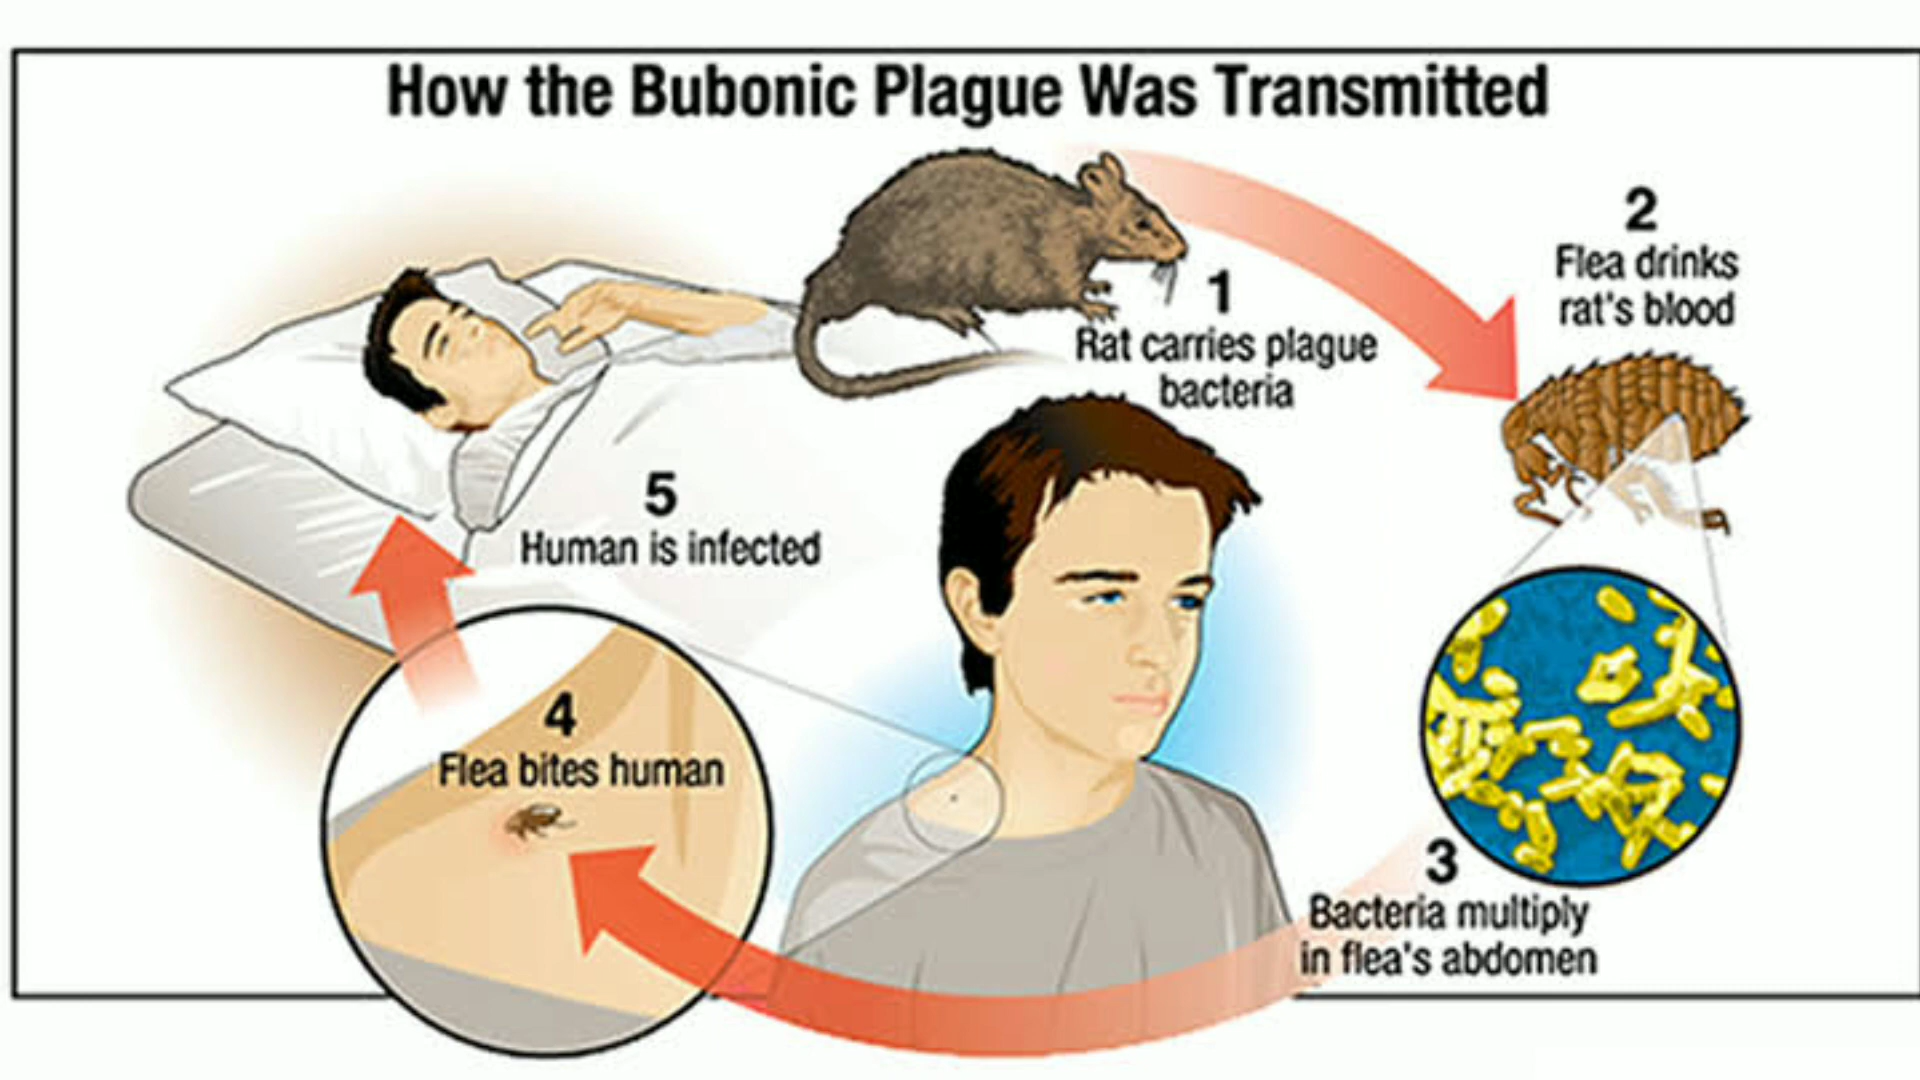 How the Bubonic Plague Was Transmitted
1
Rat carries plague
bacteria
2
Flea drinks
rat's blood
3
Bacteria multiply
in flea's abdomen
4
Flea bites human
5
Human is infected